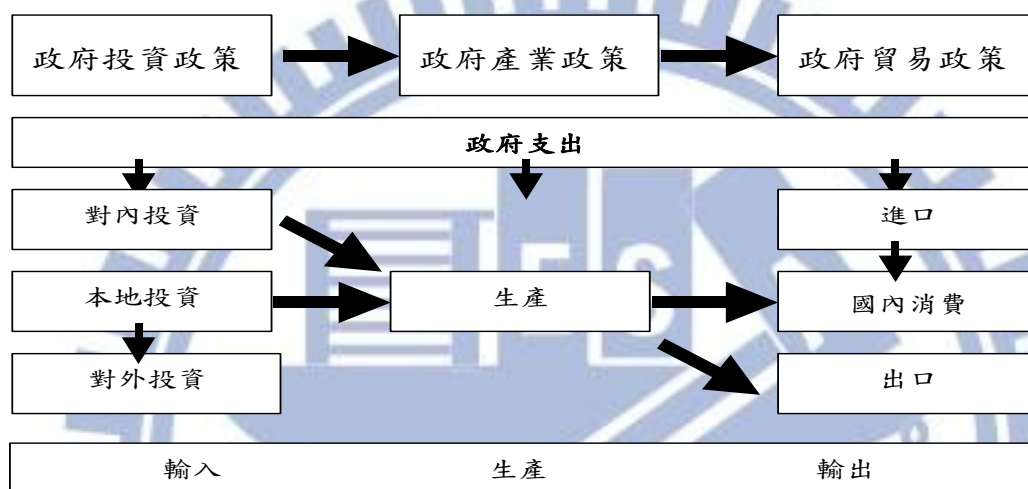 政府投資政策 政府產業政策 政府貿易政策
政府支出
對內投資 進口
本地投資 生產 國內消費
對外投資 出口
輸入 生產 輸出